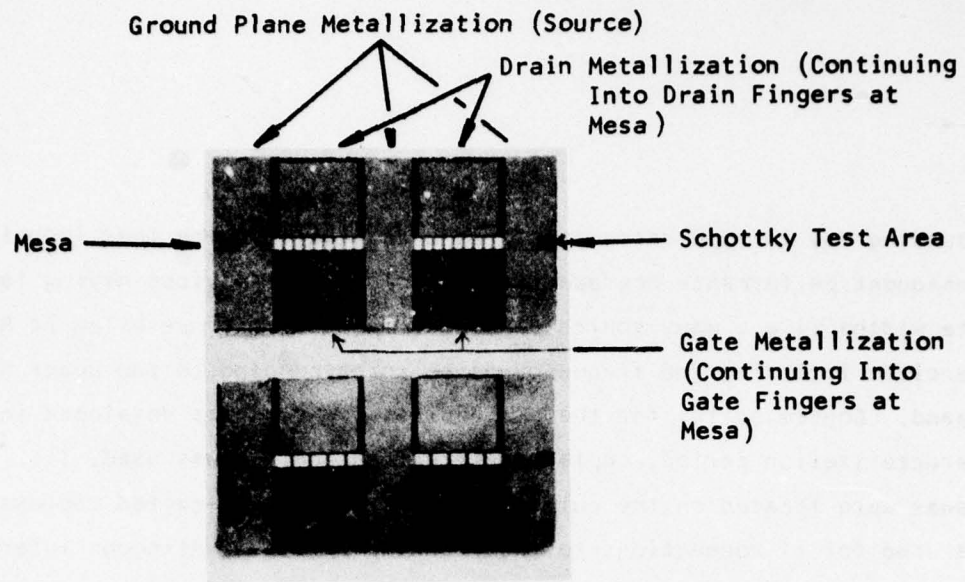 Ground Plane Metallization (Source)
Drain Metallization (Continuing
Into Drain Fingers at
Mesa)
Mesa
Schottky Test Area
Gate Metallization
(Continuing Into
Gate Fingers at
Mesa)